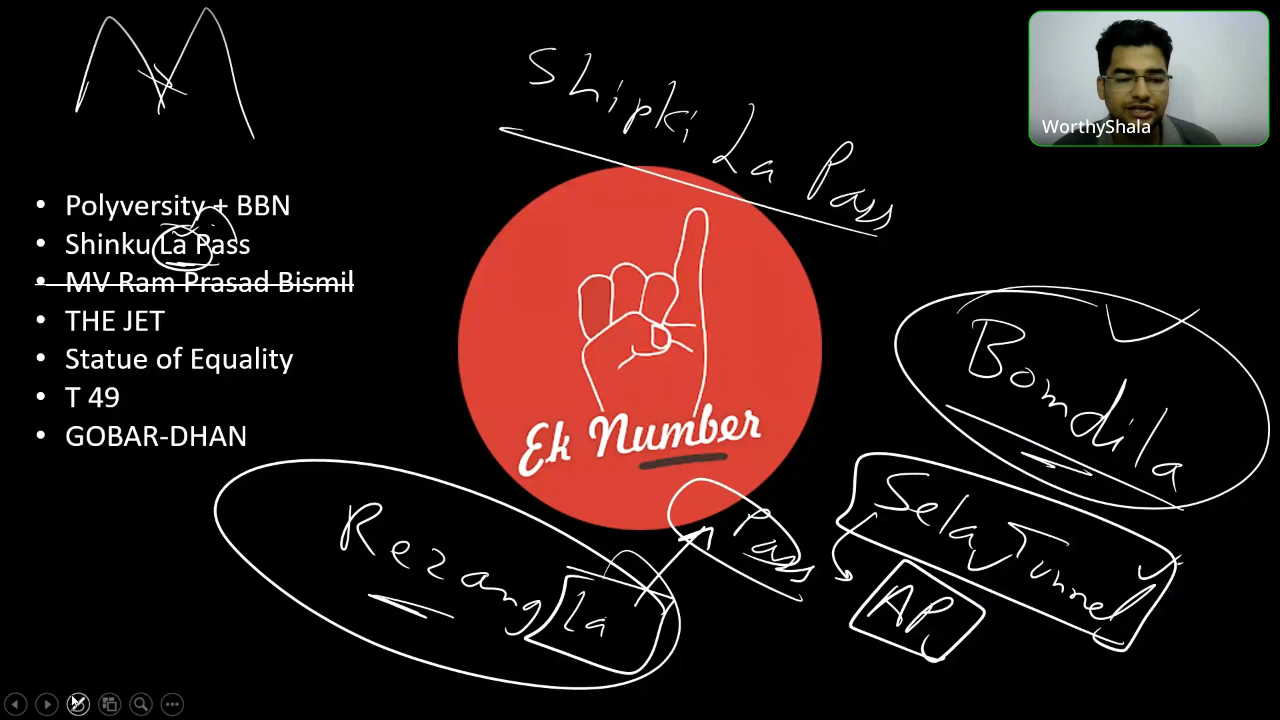 Shipki La Pass
WorthyShala
Polyversity + BBN
Shinku La Pass
MV Ram Prasad Bismil
THE JET
Statue of Equality
T 49
GOBAR-DHAN
Ek Number
Bomdila
Sela Tunnel
AP
Rezang La
Pass